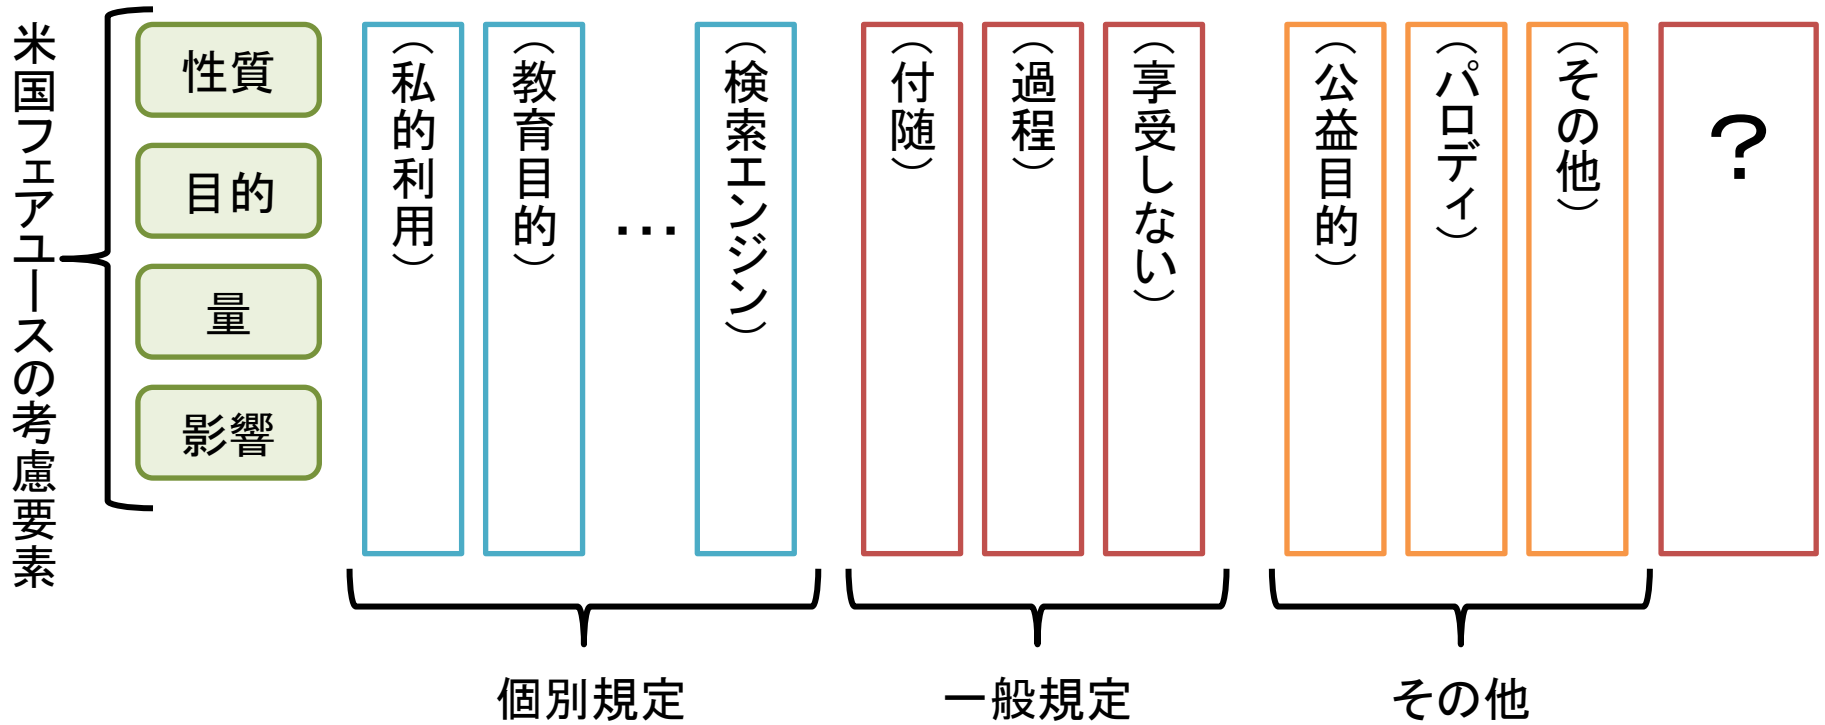 米国フェアユースの考慮要素
性質
目的
量
影響
（私的利用）
（教育目的）
…
（検索エンジン）
（付随）
（過程）
（享受しない）
（公益目的）
（パロディ）
（その他）
？
個別規定
一般規定
その他